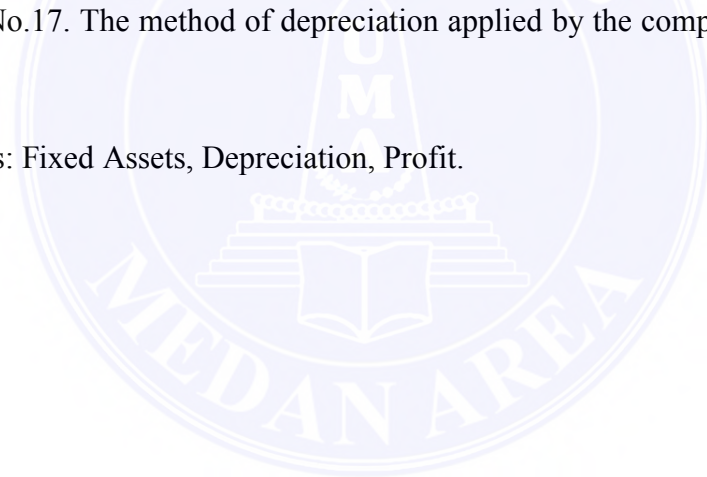 No.17. The method of depreciation applied by the comp
s: Fixed Assets, Depreciation, Profit.
U
M
A
MEDAN AREA